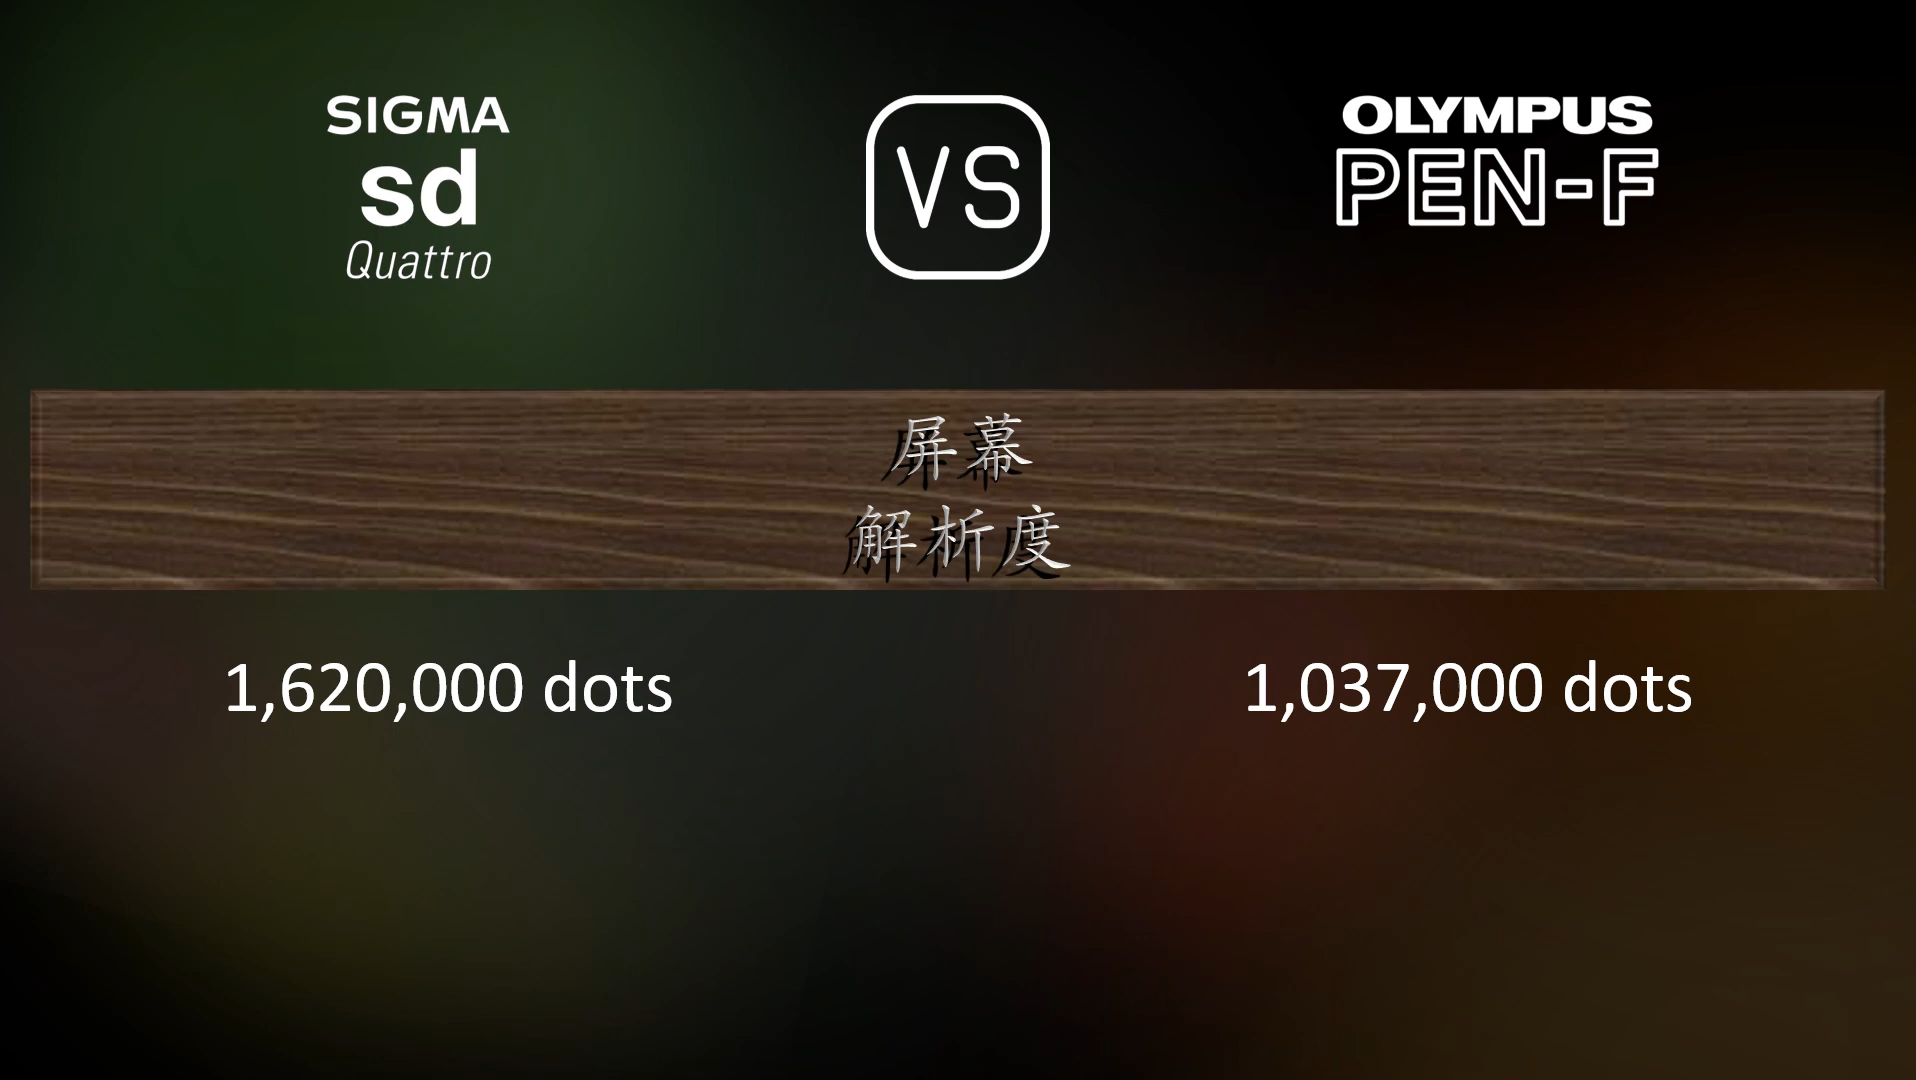 SIGMA
sd
Quattro
VS
OLYMPUS
PEN-F
屏幕
解析度
1,620,000 dots
1,037,000 dots